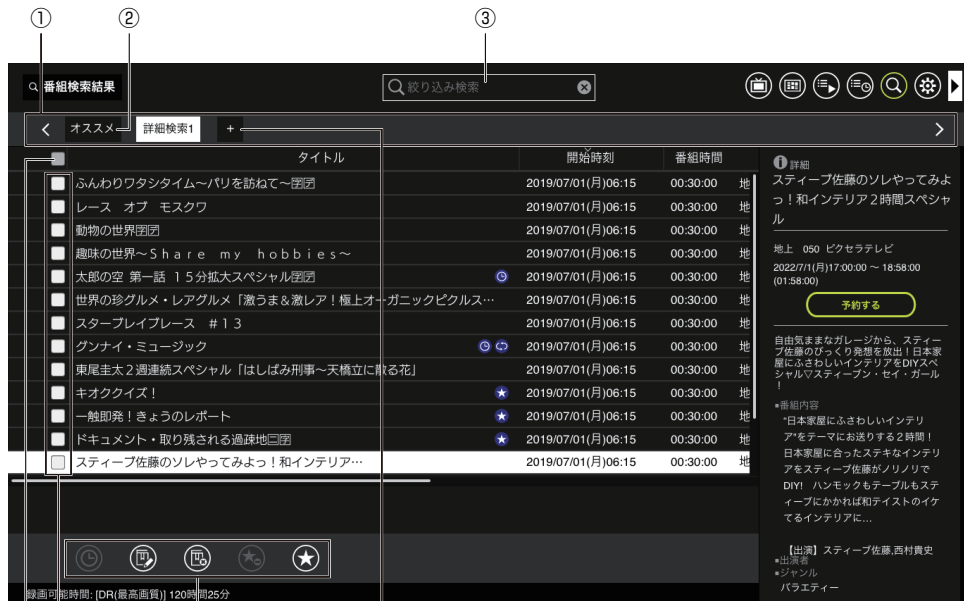 ① ② ③
番組検索結果
絞り込み検索
オススメ 詳細検索1 +
タイトル 開始時刻 番組時間
ふんわりワタシタイム～パリを訪ねて～字デ 2019/07/01(月)06:15 00:30:00 地
レース オブ モスクワ 2019/07/01(月)06:15 00:30:00 地
動物の世界字デ 2019/07/01(月)06:15 00:30:00 地
趣味の世界～Share my hobbies～ 2019/07/01(月)06:15 00:30:00 地
太郎の空 第一話 １５分拡大スペシャル字デ 2019/07/01(月)06:15 00:30:00 地
世界の珍グルメ・レアグルメ「激うま＆激レア！極上オーガニックピクルス… 2019/07/01(月)06:15 00:30:00 地
スタープレイプレース ＃１３ 2019/07/01(月)06:15 00:30:00 地
グンナイ・ミュージック 2019/07/01(月)06:15 00:30:00 地
東尾圭太２週連続スペシャル「はしばみ刑事～天橋立に散る花」 2019/07/01(月)06:15 00:30:00 地
キオククイズ！ 2019/07/01(月)06:15 00:30:00 地
一触即発！きょうのレポート 2019/07/01(月)06:15 00:30:00 地
ドキュメント・取り残される過疎地二字 2019/07/01(月)06:15 00:30:00 地
スティーブ佐藤のソレやってみよっ！和インテリア… 2019/07/01(月)06:15 00:30:00 地
録画可能時間: [DR(最高画質)] 120時間25分
詳細
スティーブ佐藤のソレやってみよ
っ！和インテリア２時間スペシャ
ル
地上 050 ピクセラテレビ
2022/7/1(月)17:00:00 ～ 18:58:00
(01:58:00)
予約する
自由気ままなガレージから、スティー
ブ佐藤のびっくり発想を放出！日本家
屋にふさわしいインテリアをDIYスペ
シャル▽スティーブン・セイ・ガール
！
●番組内容
“日本家屋にふさわしいインテリ
ア”をテーマにお送りする２時間！
日本家屋に合ったステキなインテリ
アをスティーブ佐藤がノリノリで
DIY! ハンモックもテーブルもステ
ィーブにかかれば和テイストのイケ
てるインテリアに…
【出演】スティーブ佐藤,西村貴史
●出演者
●ジャンル
バラエティー